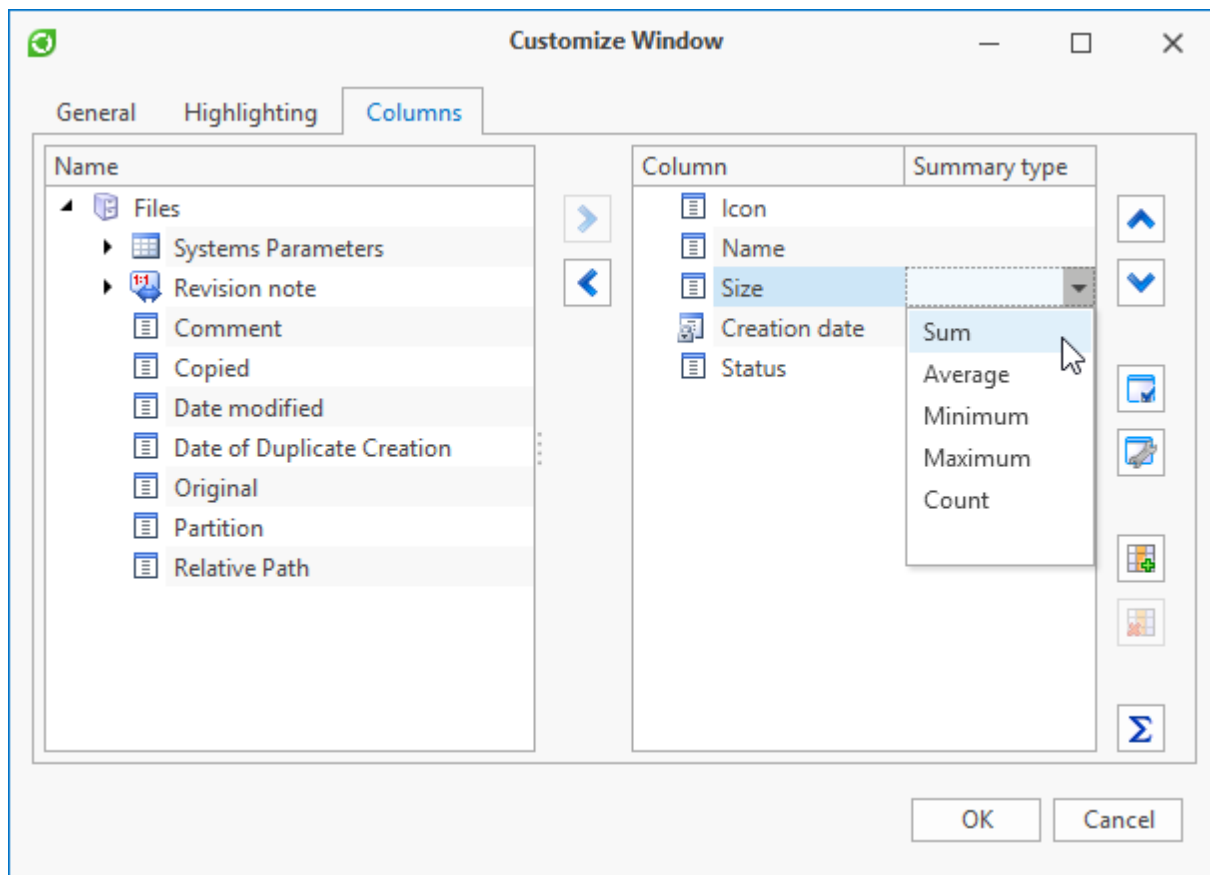 Customize Window
General Highlighting Columns
Name
Files
Systems Parameters
1:1
Revision note
Comment
Copied
Date modified
Date of Duplicate Creation
Original
Partition
Relative Path
Column Summary type
Icon
Name
Size
Creation date
Status
Sum
Average
Minimum
Maximum
Count
Σ
OK Cancel